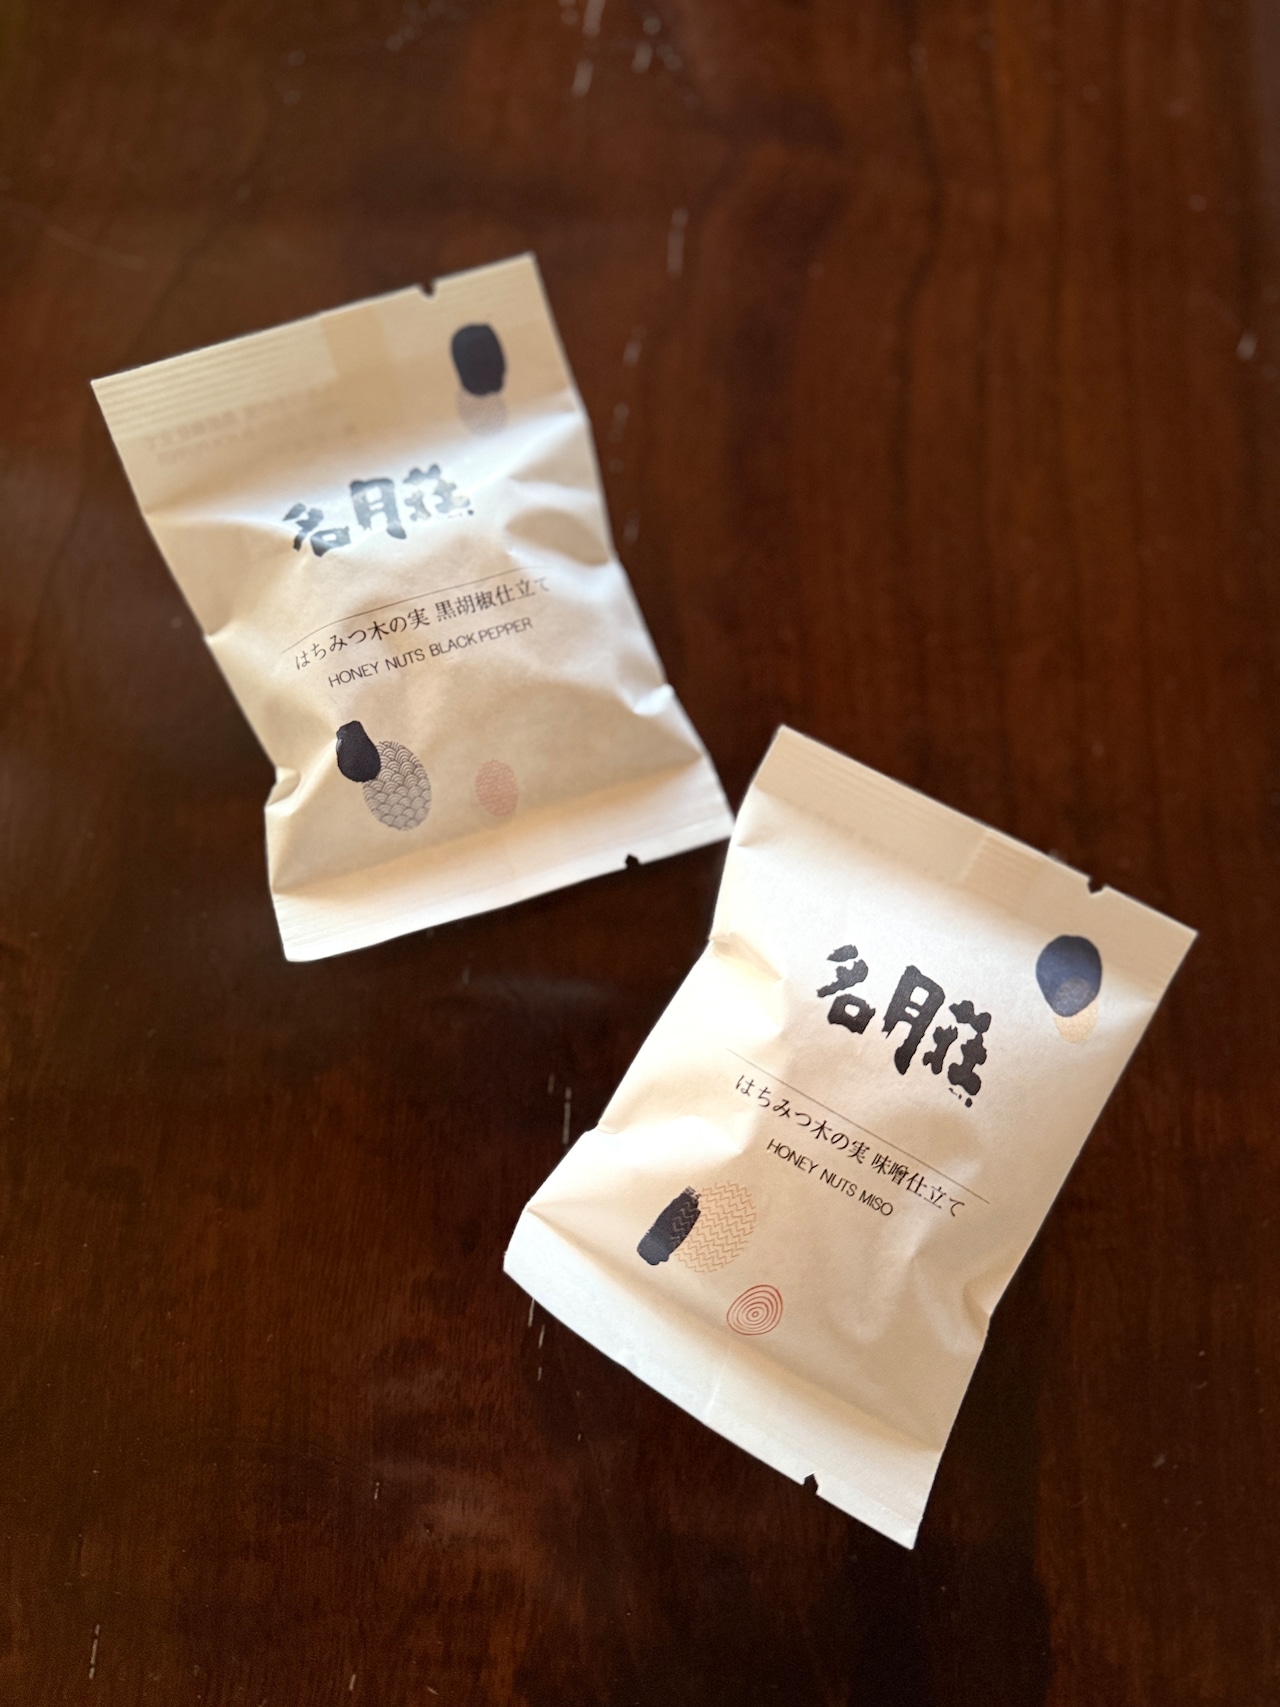 名月荘
はちみつ木の実 黒胡椒仕立て
HONEY NUTS BLACK PEPPER
名月荘
はちみつ木の実 味噌仕立て
HONEY NUTS MISO